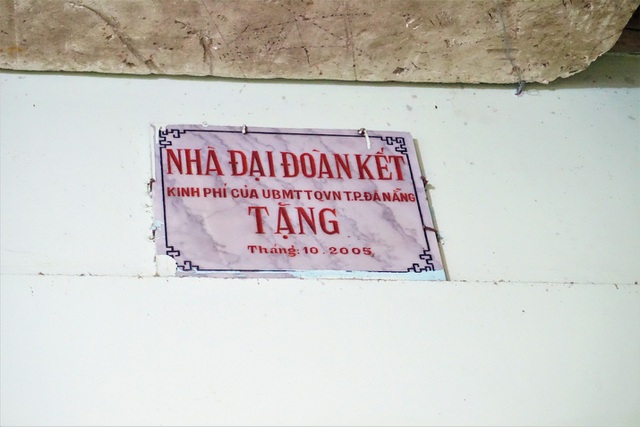 NHÀ ĐẠI ĐOÀN KẾT
KINH PHÍ CỦA UBMTTQVN T.P.ĐÀ NẴNG
TẶNG
Tháng: 10 . 2005